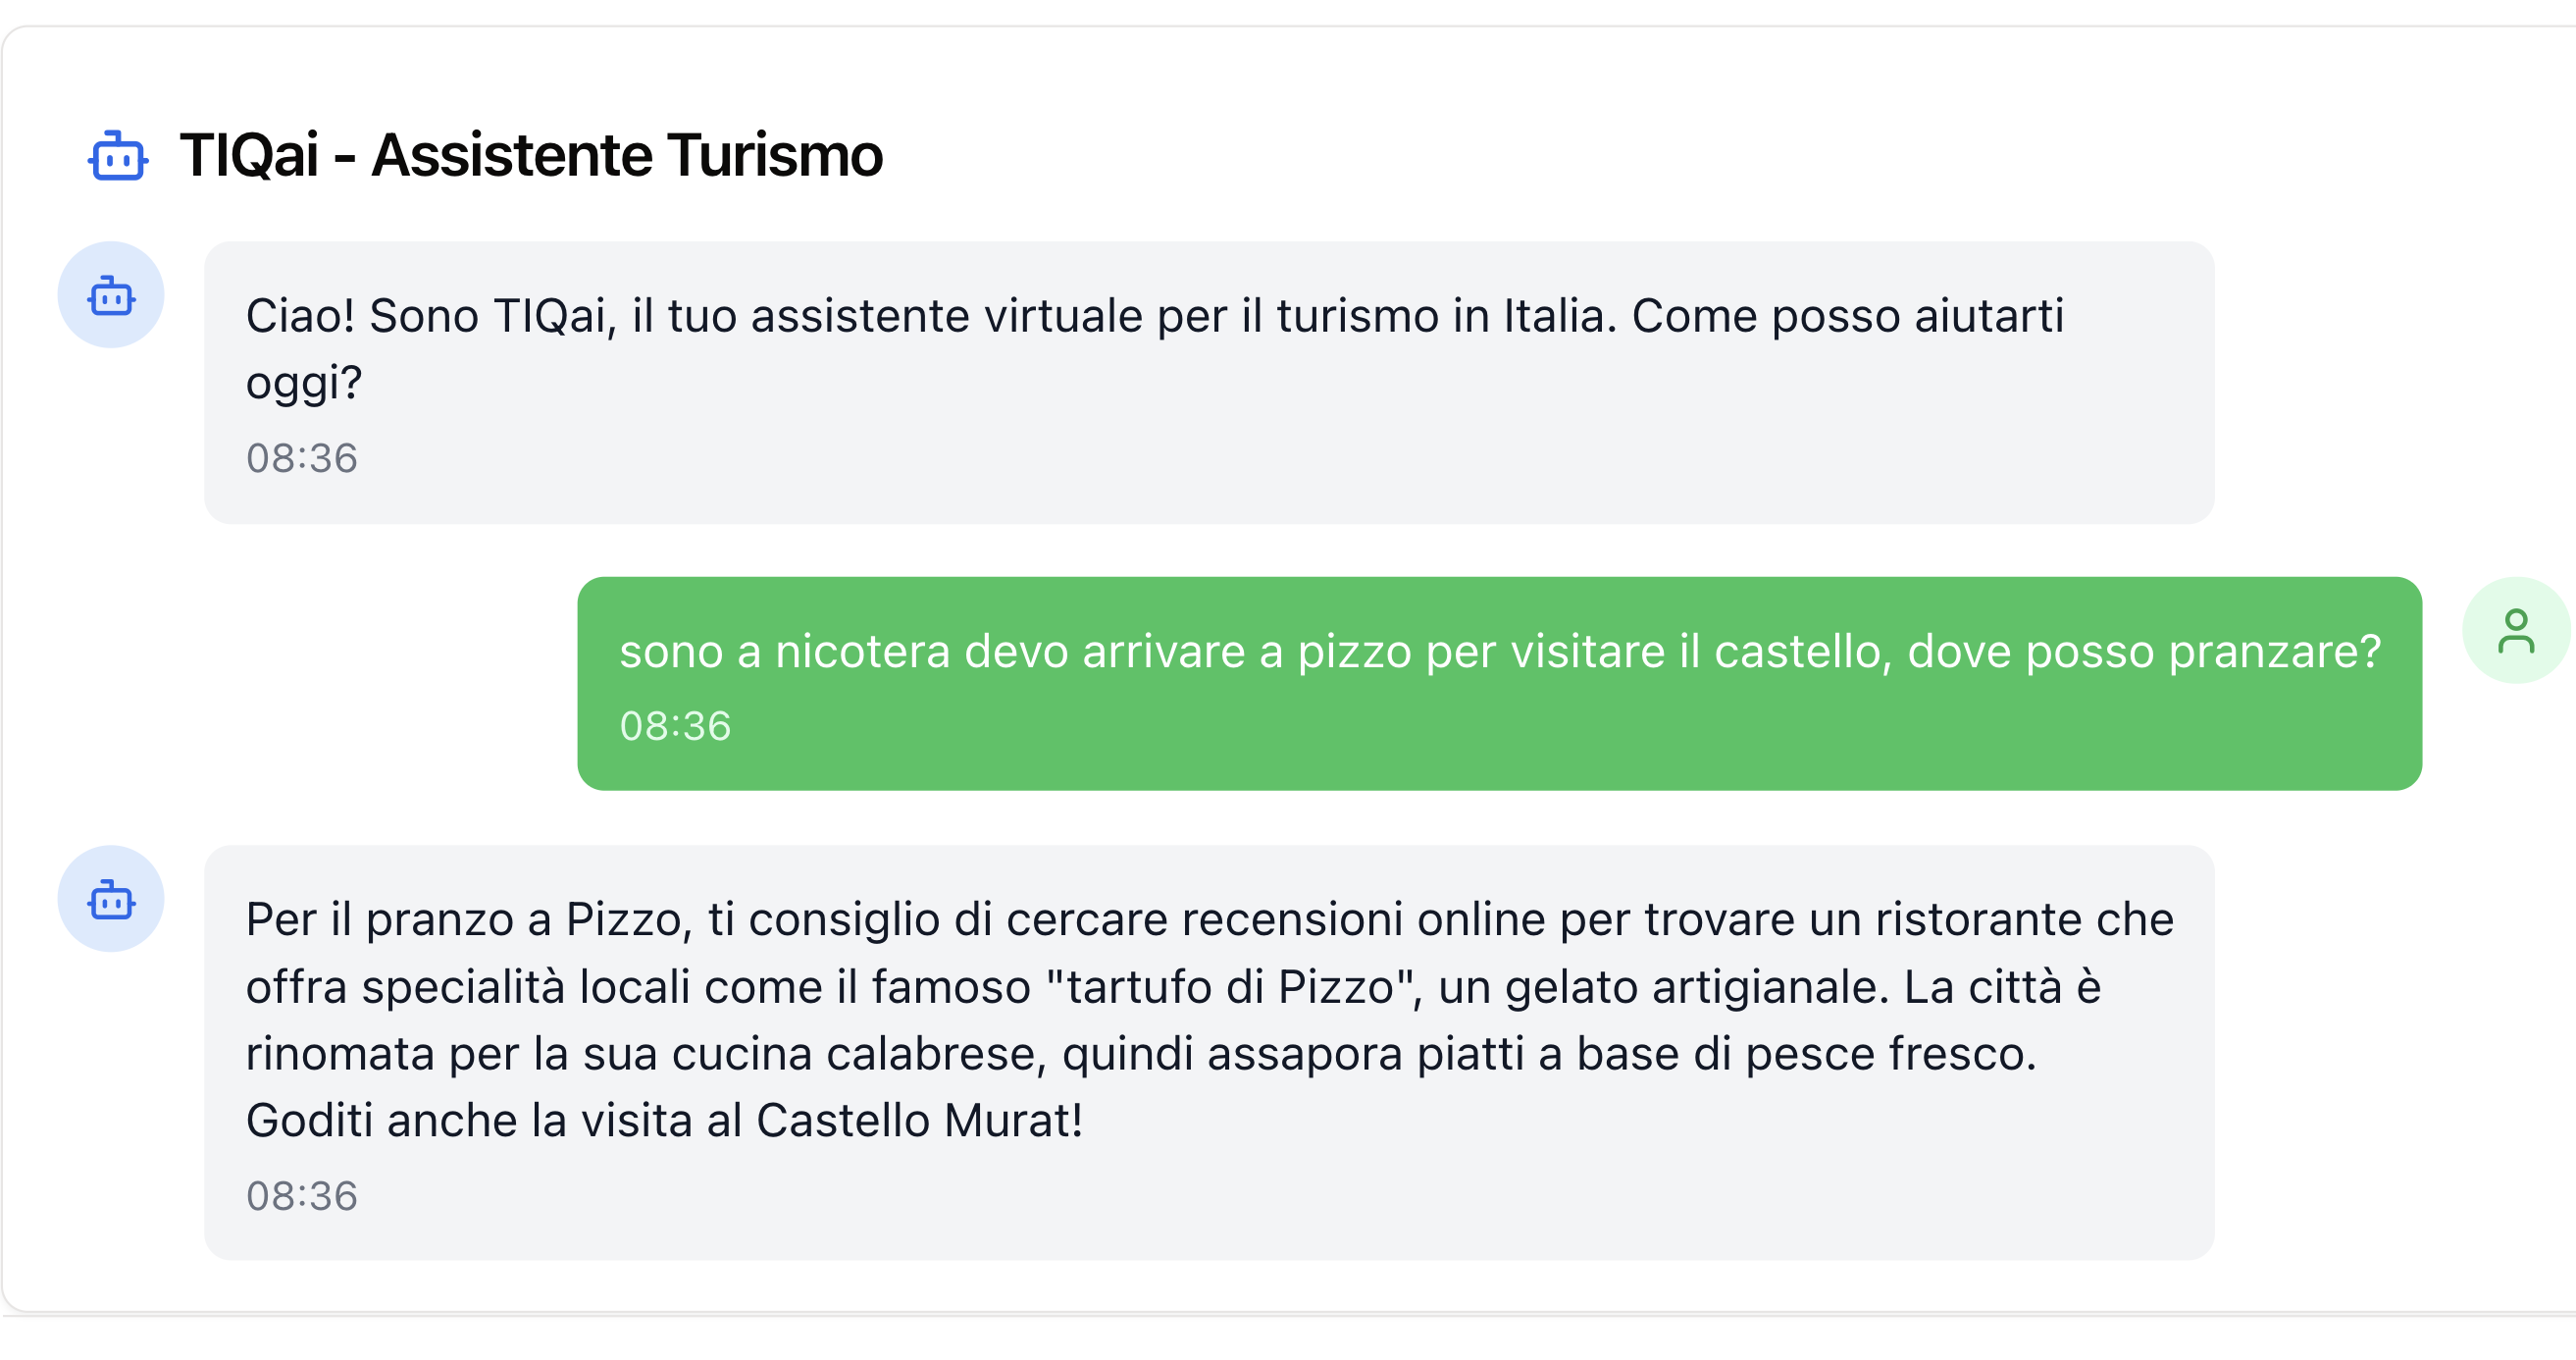 TIQai - Assistente Turismo
Ciao! Sono TIQai, il tuo assistente virtuale per il turismo in Italia. Come posso aiutarti
oggi?
08:36
sono a nicotera devo arrivare a pizzo per visitare il castello, dove posso pranzare?
08:36
Per il pranzo a Pizzo, ti consiglio di cercare recensioni online per trovare un ristorante che
offra specialità locali come il famoso "tartufo di Pizzo", un gelato artigianale. La città è
rinomata per la sua cucina calabrese, quindi assapora piatti a base di pesce fresco.
Goditi anche la visita al Castello Murat!
08:36